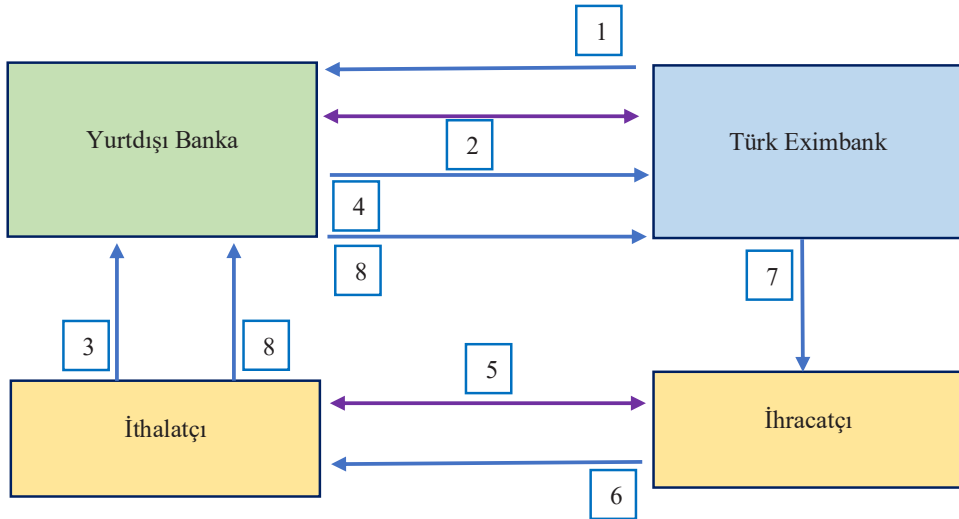 1
Yurtdışı Banka
Türk Eximbank
2
4
8
7
3
8
5
İthalatçı
İhracatçı
6